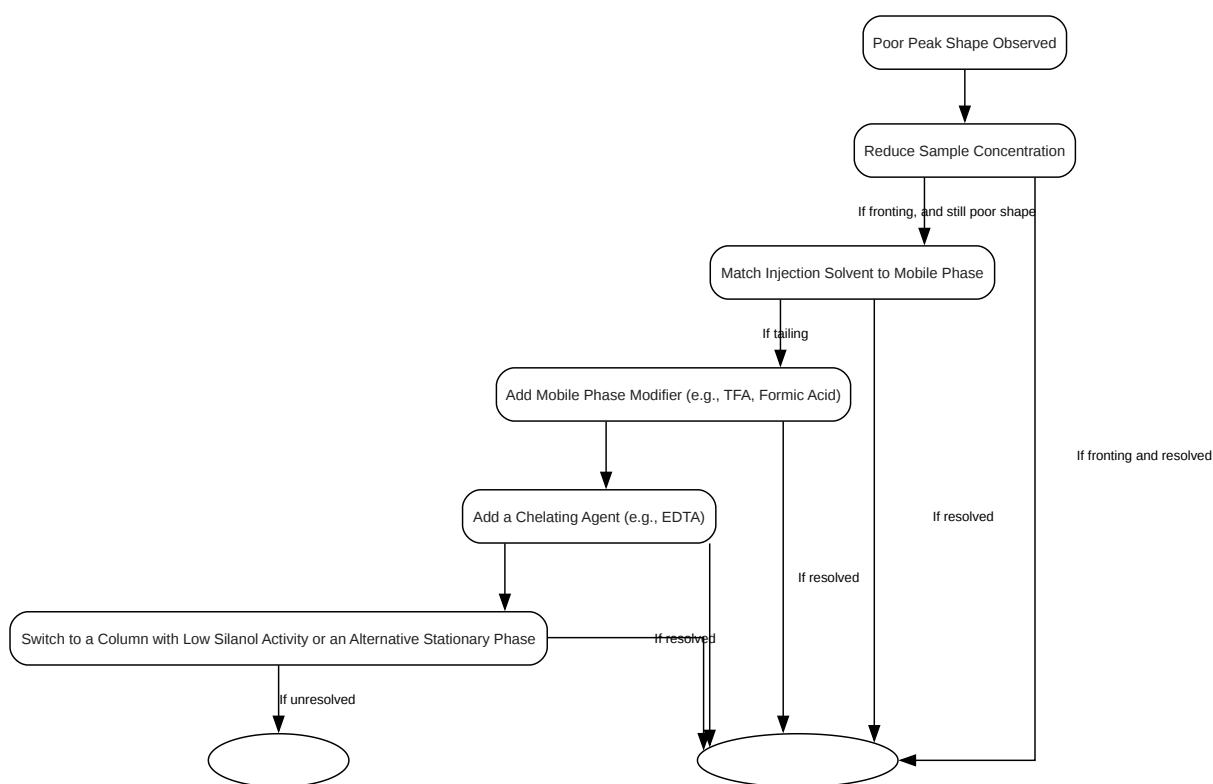 Poor Peak Shape Observed
Reduce Sample Concentration
If fronting, and still poor shape
Match Injection Solvent to Mobile Phase
If tailing
Add Mobile Phase Modifier (e.g., TFA, Formic Acid)
If fronting and resolved
Add a Chelating Agent (e.g., EDTA)
If resolved
If resolved
Switch to a Column with Low Silanol Activity or an Alternative Stationary Phase
If resolved
If unresolved